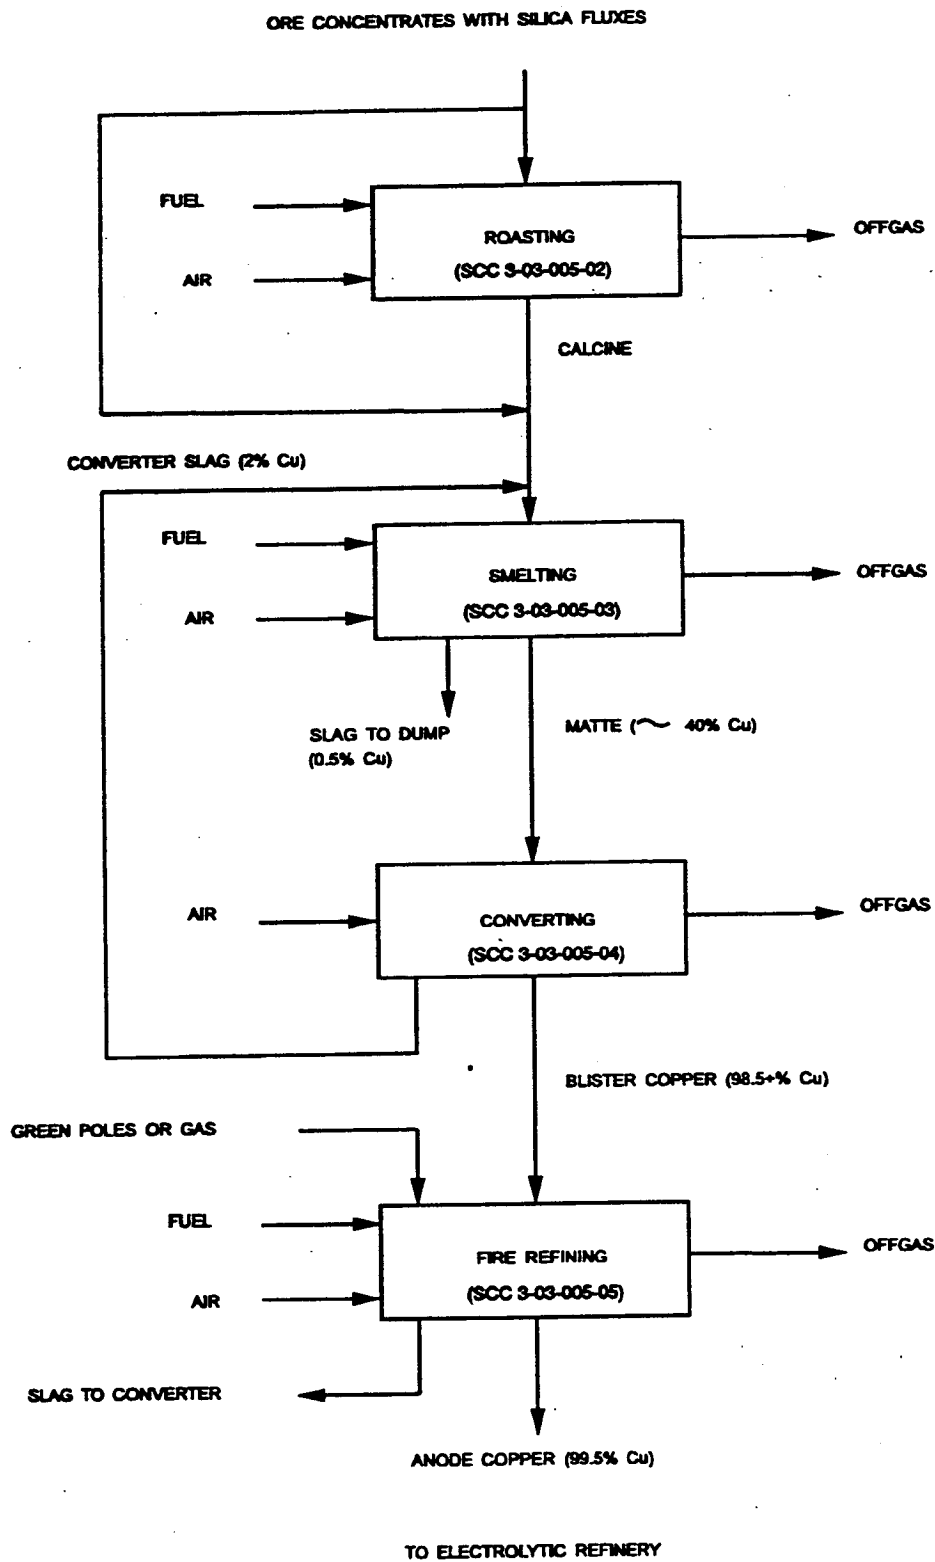 ORE CONCENTRATES WITH SILICA FLUXES
FUEL
ROASTING
(SCC 3-03-005-02)
OFFGAS
AIR
CALCINE
CONVERTER SLAG (2% Cu)
FUEL
SMELTING
(SCC 3-03-005-03)
OFFGAS
AIR
SLAG TO DUMP
(0.5% Cu)
MATTE (~ 40% Cu)
AIR
CONVERTING
(SCC 3-03-005-04)
OFFGAS
BLISTER COPPER (98.5+% Cu)
GREEN POLES OR GAS
FUEL
FIRE REFINING
(SCC 3-03-005-05)
OFFGAS
AIR
SLAG TO CONVERTER
ANODE COPPER (99.5% Cu)
TO ELECTROLYTIC REFINERY